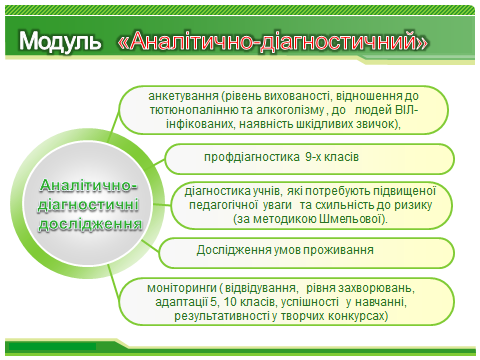 Модуль «Аналітично-діагностичний»
анкетування (рівень вихованості, відношення до
тютюнопалінню та алкоголізму , до людей ВІЛ-
інфікованих, наявність шкідливих звичок),
профдіагностика 9-х класів
Аналітично-
діагностичні
дослідження
діагностика учнів, які потребують підвищеної
педагогічної уваги та схильність до ризику
(за методикою Шмельової).
Дослідження умов проживання
моніторинги ( відвідування, рівня захворювань,
адаптації 5, 10 класів, успішності у навчанні,
результативності у творчих конкурсах)